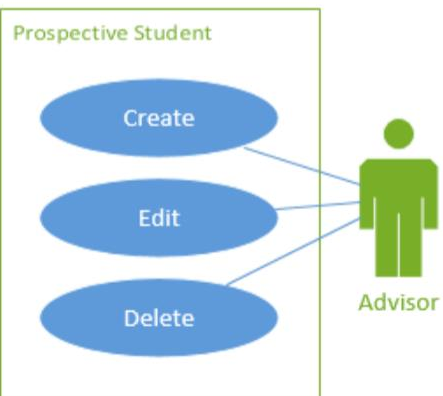 Prospective Student
Create
Edit
Delete
Advisor